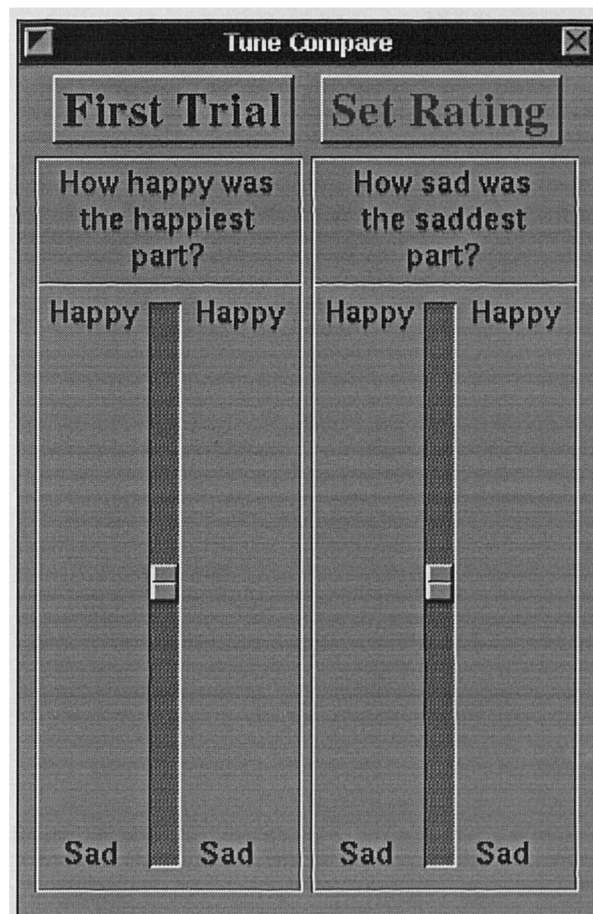 Tune Compare
First Trial
Set Rating
How happy was
the happiest
part?
How sad was
the saddest
part?
Happy Happy
Happy Happy
Sad Sad
Sad Sad